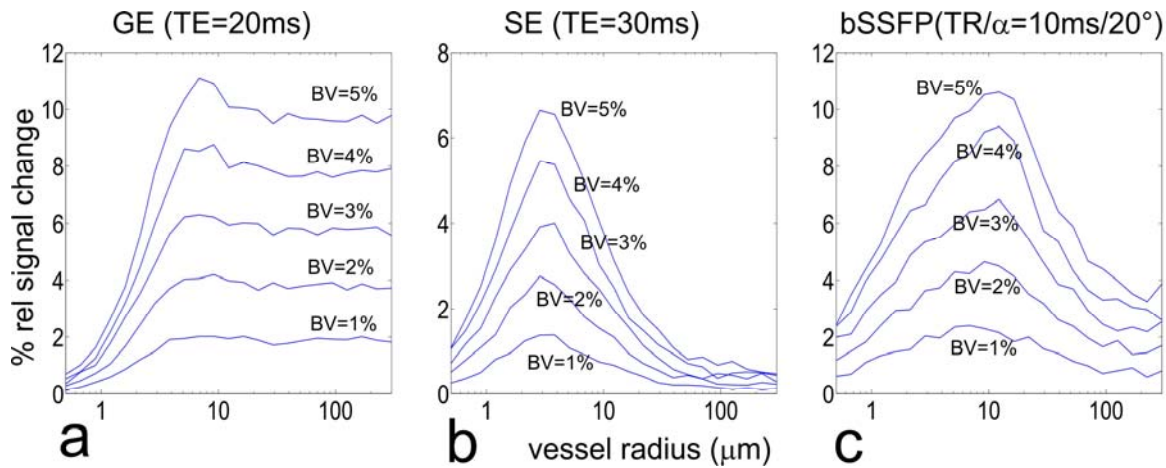 GE (TE=20ms)
12
10
8
6
4
2
0
1
10
100
BV=5%
BV=4%
BV=3%
BV=2%
BV=1%
% rel signal change
a
SE (TE=30ms)
8
6
4
2
0
1
10
100
BV=5%
BV=4%
BV=3%
BV=2%
BV=1%
b
vessel radius (μm)
bSSFP(TR/α=10ms/20°)
12
10
8
6
4
2
0
1
10
100
BV=5%
BV=4%
BV=3%
BV=2%
BV=1%
c